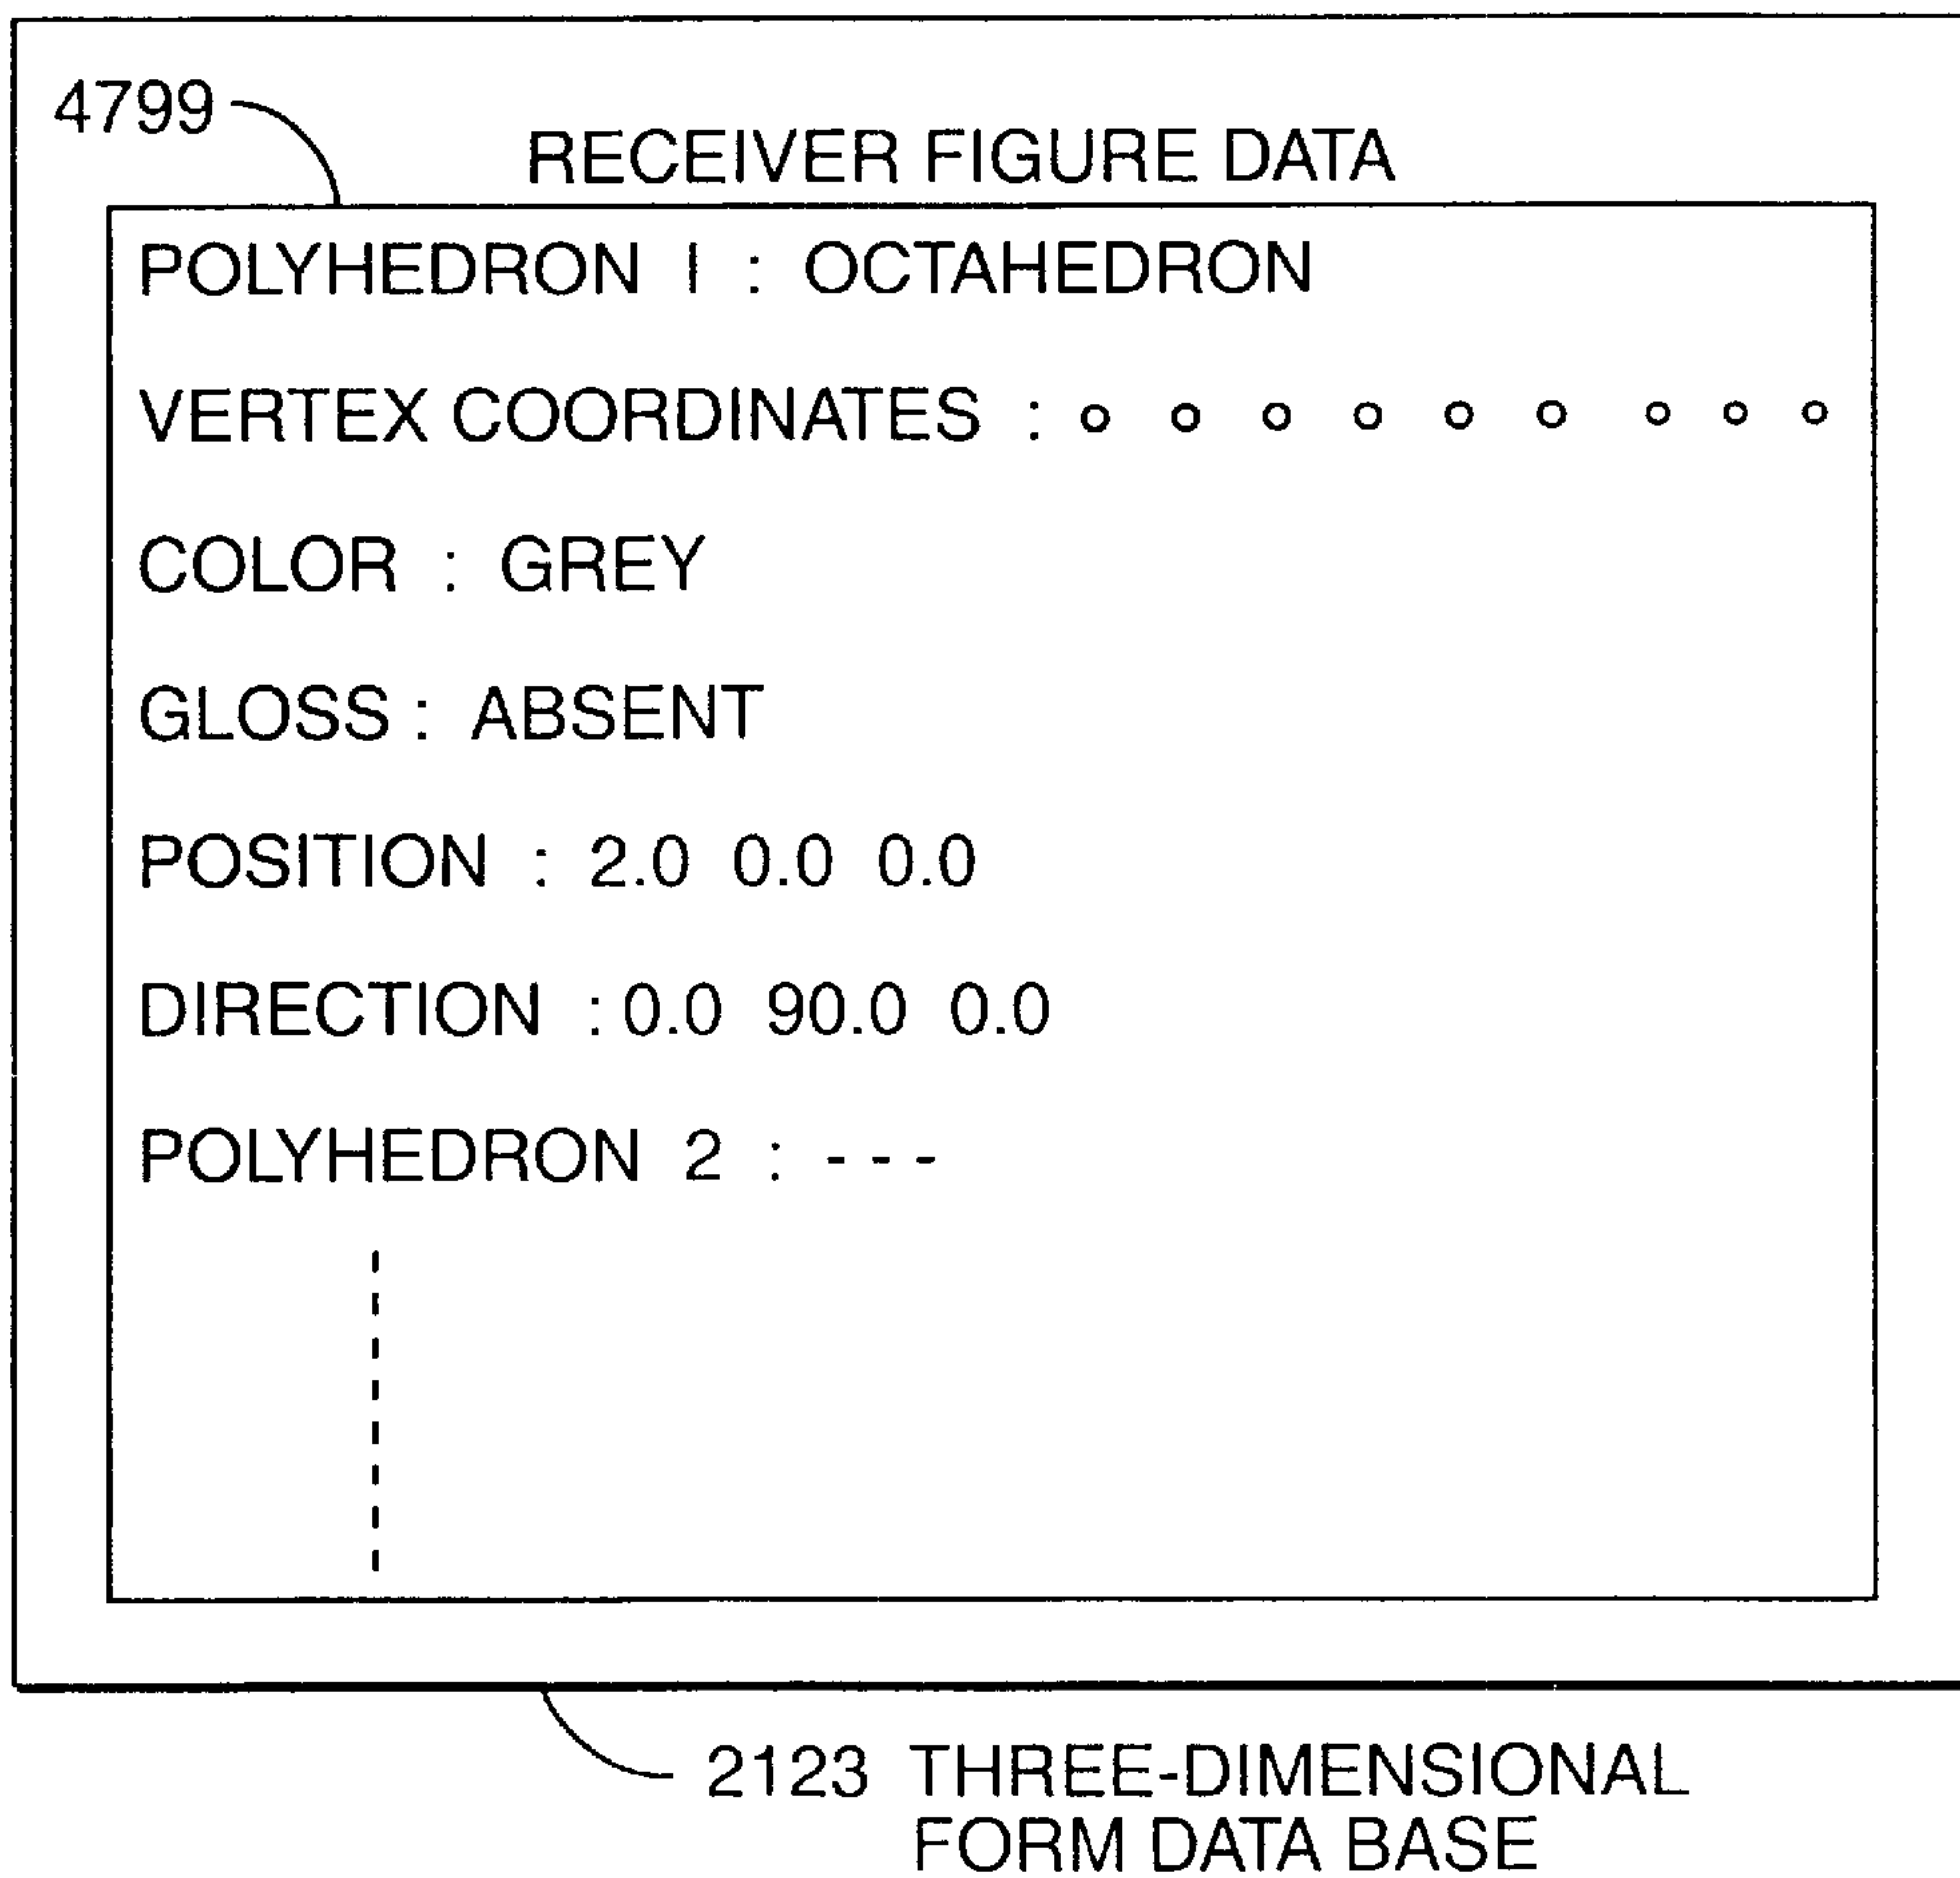 4799
RECEIVER FIGURE DATA
POLYHEDRON I : OCTAHEDRON
VERTEX COORDINATES : o o o o o o o o o
COLOR : GREY
GLOSS : ABSENT
POSITION : 2.0 0.0 0.0
DIRECTION : 0.0 90.0 0.0
POLYHEDRON 2 : - - -
2123 THREE-DIMENSIONAL
FORM DATA BASE